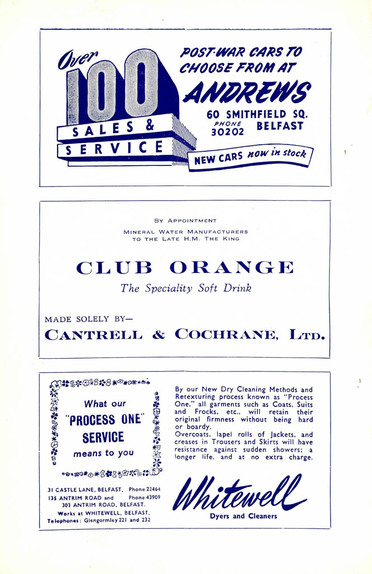 Over
100
SALES &
SERVICE
POST-WAR CARS TO
CHOOSE FROM AT
ANDREWS
60 SMITHFIELD SQ.
PHONE
30202 BELFAST
NEW CARS now in stock
BY APPOINTMENT
MINERAL WATER MANUFACTURERS
TO THE LATE H.M. THE KING
CLUB ORANGE
The Speciality Soft Drink
MADE SOLELY BY—
CANTRELL & COCHRANE, LTD.
What our
"PROCESS ONE"
SERVICE
means to you
31 CASTLE LANE, BELFAST, Phone 22464
135 ANTRIM ROAD and Phone 43909
303 ANTRIM ROAD, BELFAST.
Works at WHITEWELL, BELFAST,
Telephones: Glengormley 221 and 232
By our New Dry Cleaning Methods and
Retexturing process known as "Process
One," all garments such as Coats, Suits
and Frocks, etc., will retain their
original firmness without being hard
or boardy.
Overcoats, lapel rolls of Jackets, and
creases in Trousers and Skirts will have
resistance against sudden showers; a
longer life, and at no extra charge.
Whitewell
Dyers and Cleaners